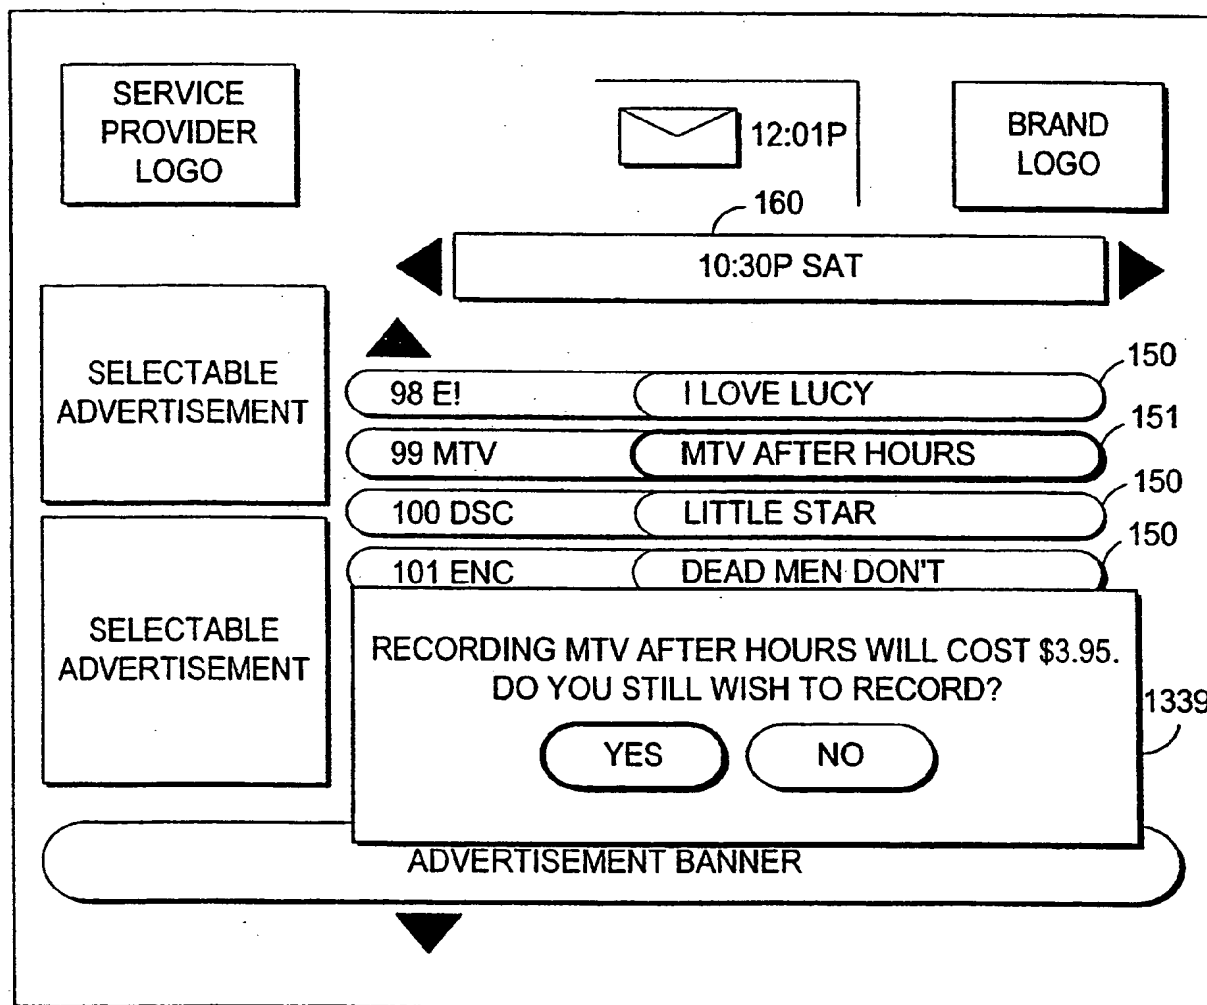 SERVICE
PROVIDER
LOGO
12:01P
BRAND
LOGO
160
10:30P SAT
SELECTABLE
ADVERTISEMENT
150
98 E! I LOVE LUCY
151
99 MTV MTV AFTER HOURS
150
100 DSC LITTLE STAR
150
101 ENC DEAD MEN DON'T
SELECTABLE
ADVERTISEMENT
RECORDING MTV AFTER HOURS WILL COST $3.95.
DO YOU STILL WISH TO RECORD?
1339
YES NO
ADVERTISEMENT BANNER